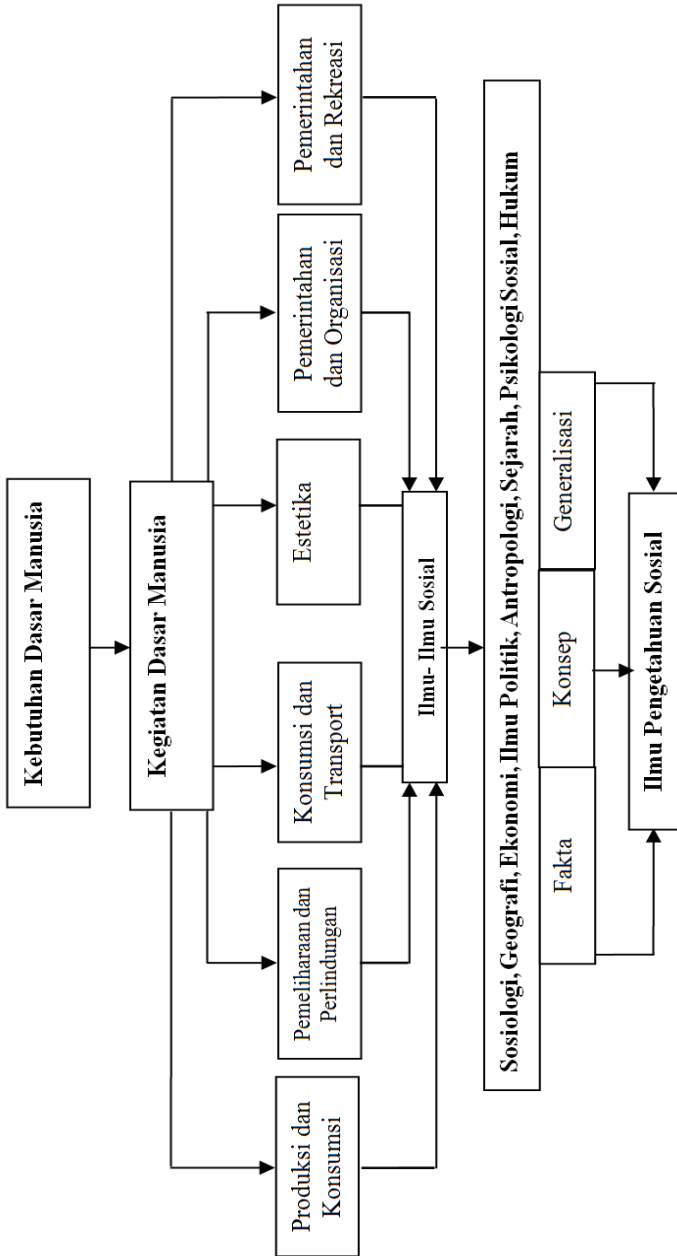 Kebutuhan Dasar Manusia
Kegiatan Dasar Manusia
Produksi dan
Konsumsi
Pemeliharaan dan
Perlindungan
Konsumsi dan
Transport
Estetika
Pemerintahan
dan Organisasi
Pemerintahan
dan Rekreasi
Ilmu- Ilmu Sosial
Sosiologi, Geografi, Ekonomi, Ilmu Politik, Antropologi, Sejarah, Psikologi Sosial, Hukum
Fakta
Konsep
Generalisasi
Ilmu Pengetahuan Sosial